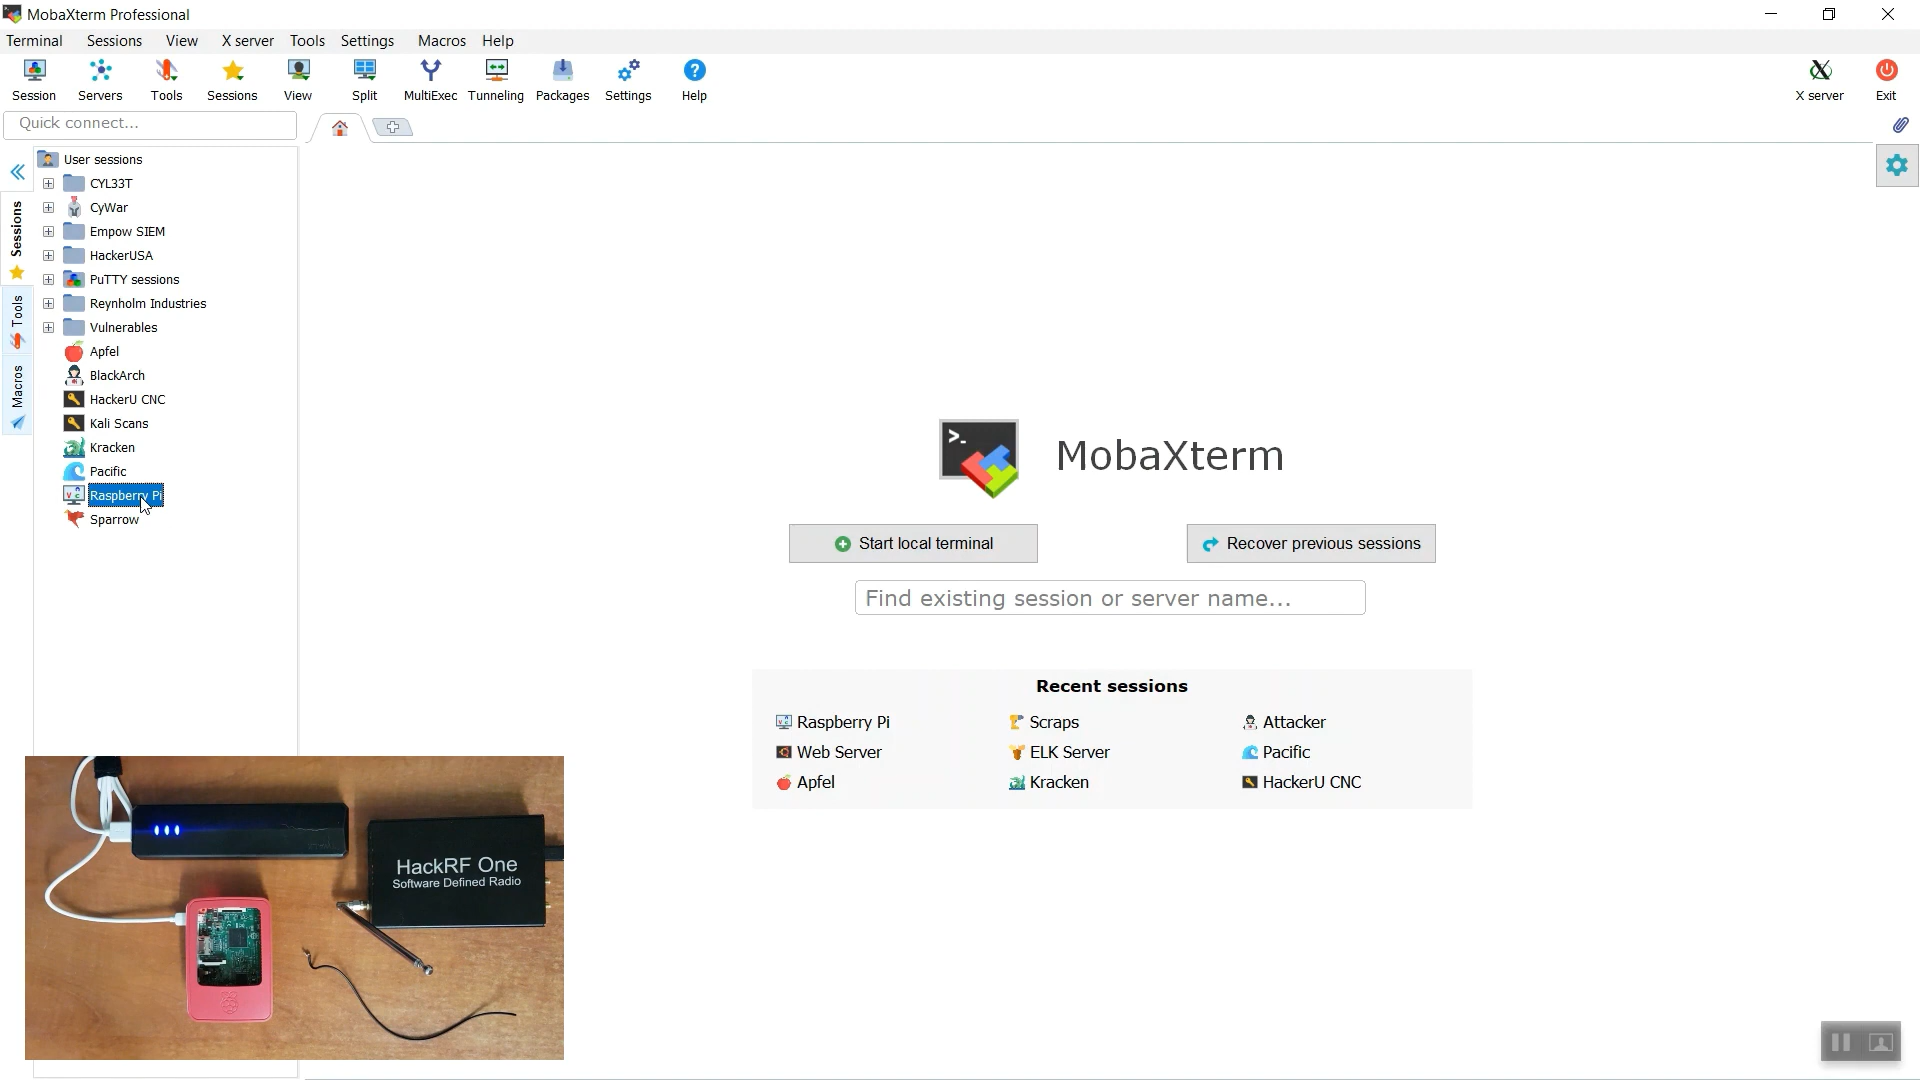 MobaXterm Professional
Terminal Sessions View X server Tools Settings Macros Help
Session Servers Tools Sessions View Split MultiExec Tunneling Packages Settings Help X server Exit
Quick connect...
Sessions
Tools
Macros
User sessions
CYL33T
CyWar
Empow SIEM
HackerUSA
PuTTY sessions
Reynholm Industries
Vulnerables
Apfel
BlackArch
HackerU CNC
Kali Scans
Kracken
Pacific
Raspberry Pi
Sparrow
MobaXterm
Start local terminal
Recover previous sessions
Find existing session or server name...
Recent sessions
Raspberry Pi Scraps Attacker
Web Server ELK Server Pacific
Apfel Kracken HackerU CNC
HackRF One
Software Defined Radio